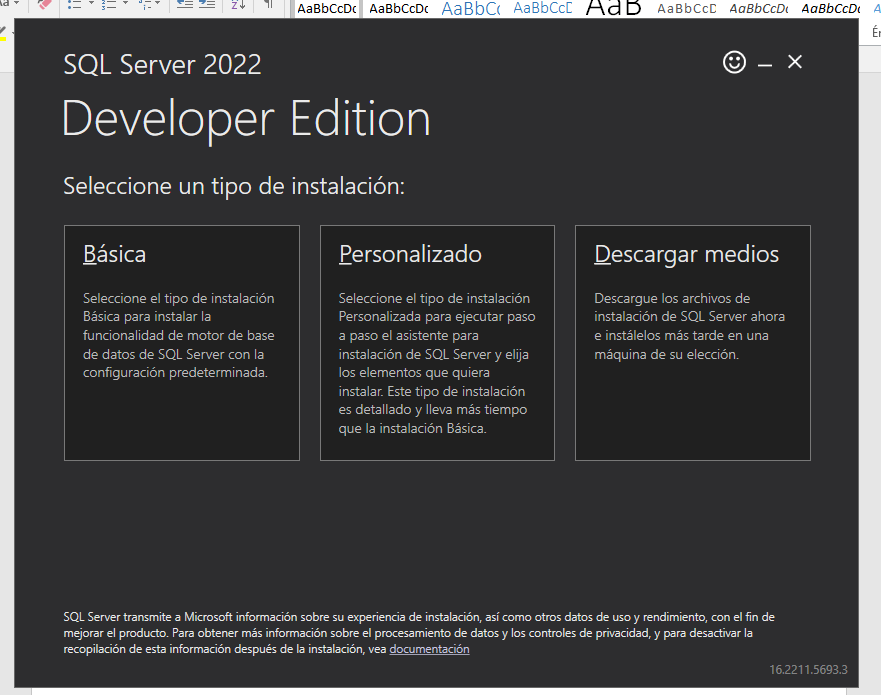 AaBbCcDc AaBbCcDc AaBbC( AaBbCcD AaB AaBbCcD AaBbCcDc AaBbCcDc
SQL Server 2022
Developer Edition
Seleccione un tipo de instalación:
Básica
Seleccione el tipo de instalación
Básica para instalar la
funcionalidad de motor de base
de datos de SQL Server con la
configuración predeterminada.
Personalizado
Seleccione el tipo de instalación
Personalizada para ejecutar paso
a paso el asistente para
instalación de SQL Server y elija
los elementos que quiera
instalar. Este tipo de instalación
es detallado y lleva más tiempo
que la instalación Básica.
Descargar medios
Descargue los archivos de
instalación de SQL Server ahora
e instálelos más tarde en una
máquina de su elección.
SQL Server transmite a Microsoft información sobre su experiencia de instalación, así como otros datos de uso y rendimiento, con el fin de
mejorar el producto. Para obtener más información sobre el procesamiento de datos y los controles de privacidad, y para desactivar la
recopilación de esta información después de la instalación, vea documentación
16.2211.5693.3